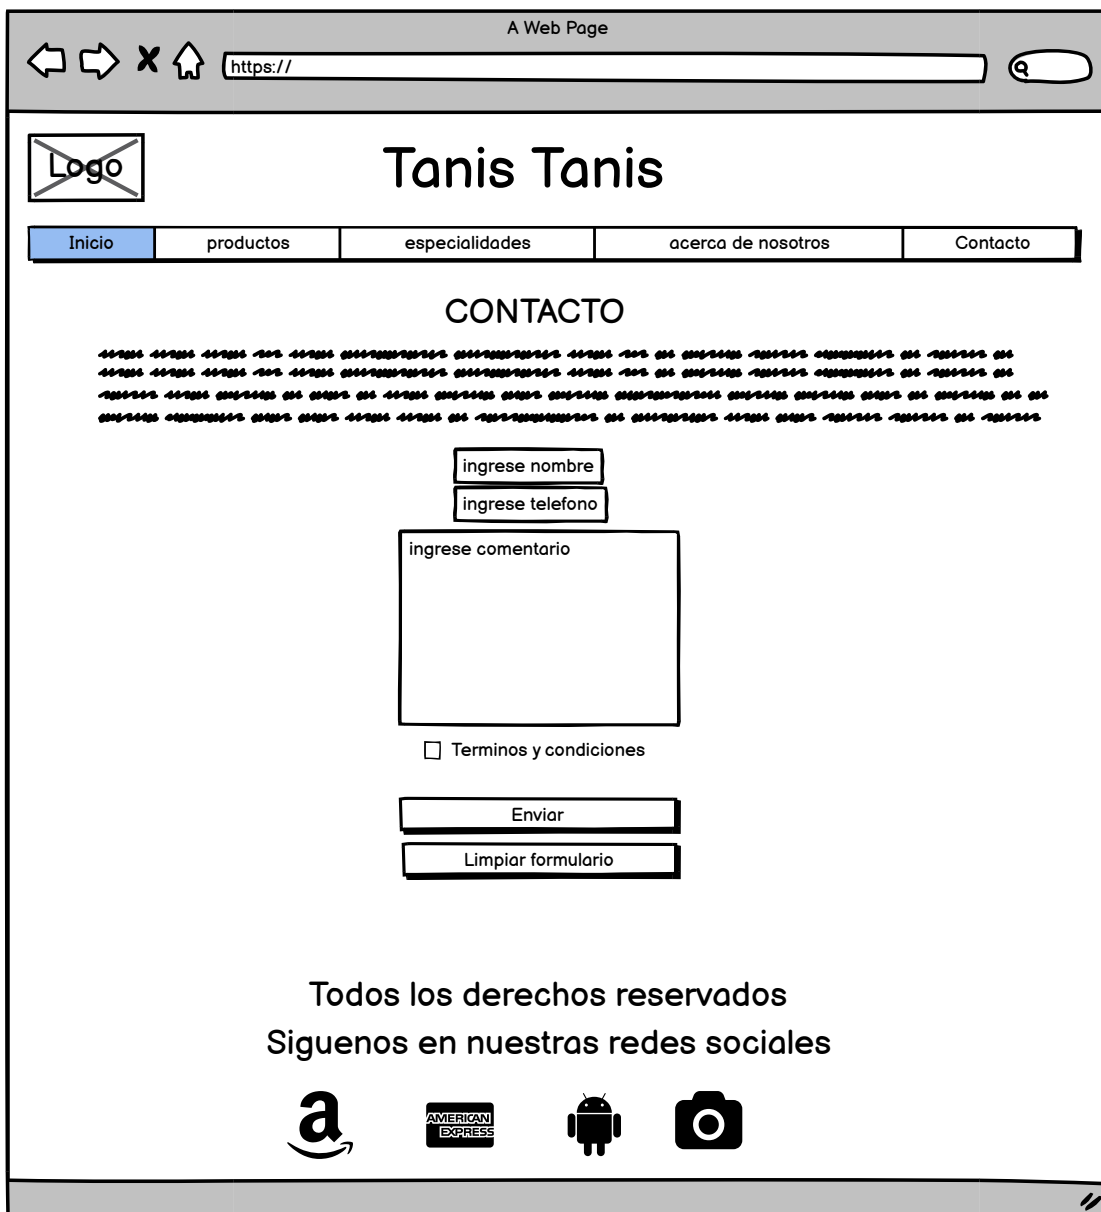 A Web Page
https://
Logo
Tanis Tanis
Inicio productos especialidades acerca de nosotros Contacto
CONTACTO
ingrese nombre
ingrese telefono
ingrese comentario
Terminos y condiciones
Enviar
Limpiar formulario
Todos los derechos reservados
Siguenos en nuestras redes sociales
a
AMERICAN
EXPRESS